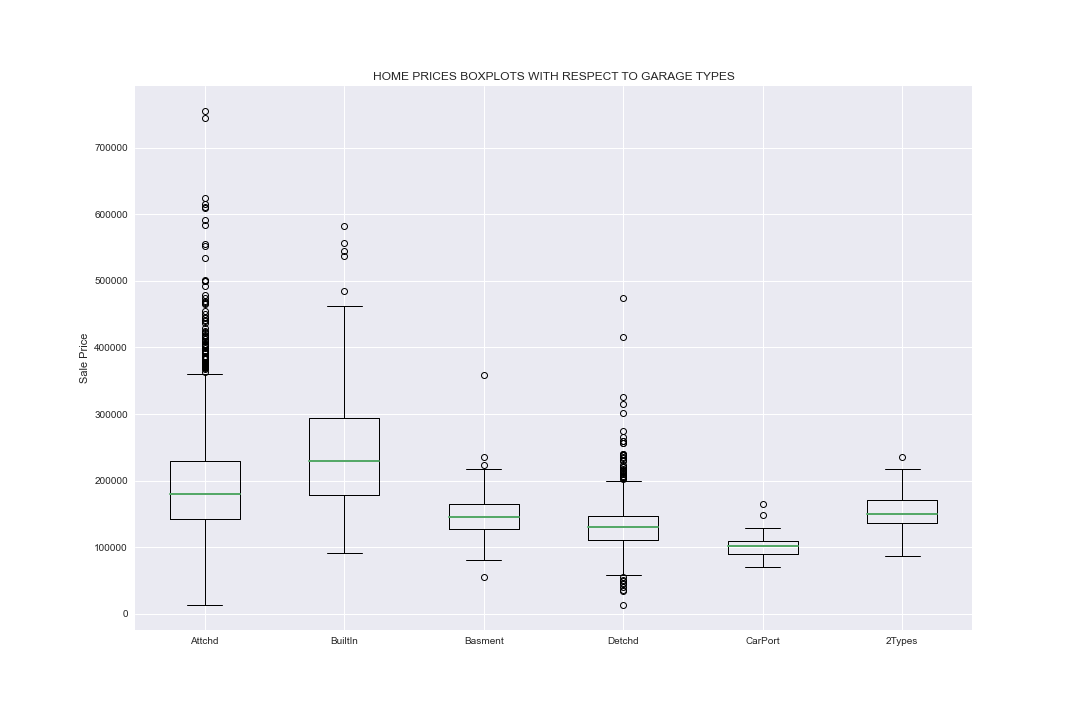 HOME PRICES BOXPLOTS WITH RESPECT TO GARAGE TYPES
Sale Price
700000
600000
500000
400000
300000
200000
100000
0
Attchd BuiltIn Basment Detchd CarPort 2Types